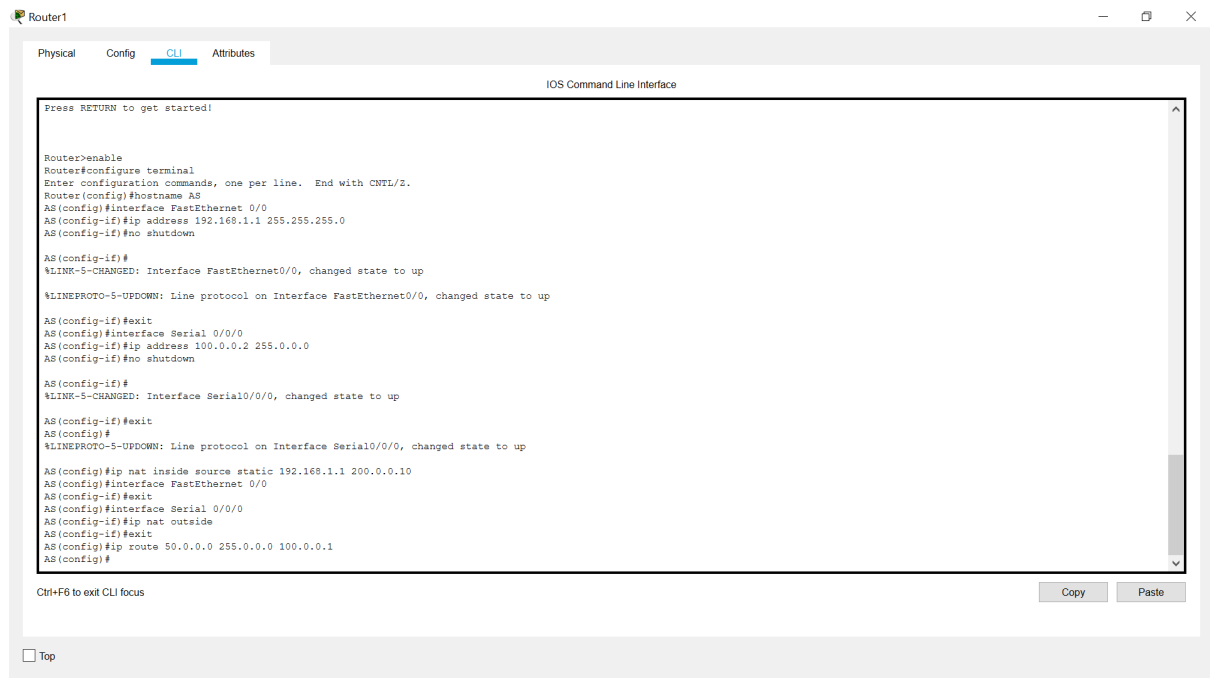 Router1
Physical Config CLI Attributes
IOS Command Line Interface
Press RETURN to get started!
Router>enable
Router#configure terminal
Enter configuration commands, one per line.  End with CNTL/Z.
Router(config)#hostname AS
AS(config)#interface FastEthernet 0/0
AS(config-if)#ip address 192.168.1.1 255.255.255.0
AS(config-if)#no shutdown
AS(config-if)#
%LINK-5-CHANGED: Interface FastEthernet0/0, changed state to up
%LINEPROTO-5-UPDOWN: Line protocol on Interface FastEthernet0/0, changed state to up
AS(config-if)#exit
AS(config)#interface Serial 0/0/0
AS(config-if)#ip address 100.0.0.2 255.0.0.0
AS(config-if)#no shutdown
AS(config-if)#
%LINK-5-CHANGED: Interface Serial0/0/0, changed state to up
AS(config-if)#exit
AS(config)#
%LINEPROTO-5-UPDOWN: Line protocol on Interface Serial0/0/0, changed state to up
AS(config)#ip nat inside source static 192.168.1.1 200.0.0.10
AS(config)#interface FastEthernet 0/0
AS(config-if)#exit
AS(config)#interface Serial 0/0/0
AS(config-if)#ip nat outside
AS(config-if)#exit
AS(config)#ip route 50.0.0.0 255.0.0.0 100.0.0.1
AS(config)#
Ctrl+F6 to exit CLI focus
Copy Paste
Top